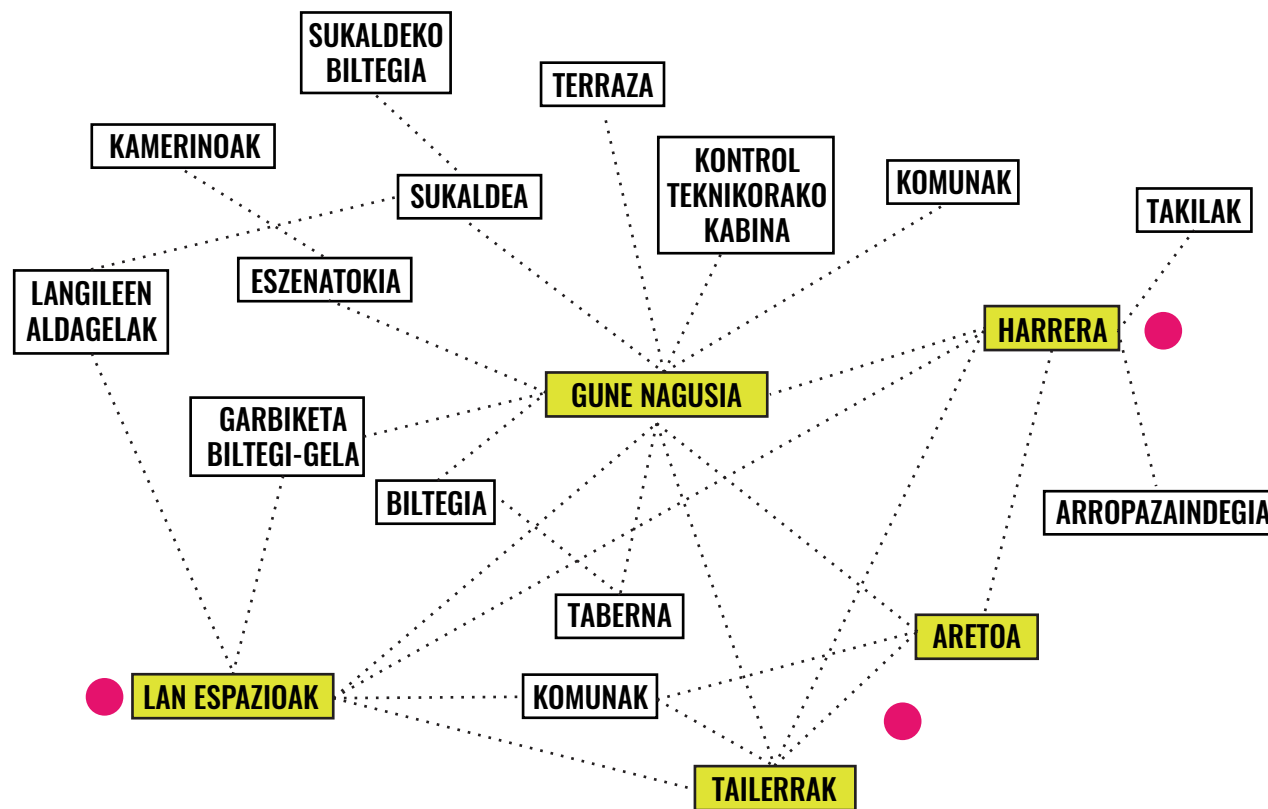 SUKALDEKO
BILTEGIA
TERRAZA
KAMERINOAK
KONTROL
TEKNIKORAKO
KABINA
KOMUNAK
SUKALDEA
TAKILAK
LANGILEEN
ALDAGELAK
ESZENATOKIA
HARRERA
GUNE NAGUSIA
GARBIKETA
BILTEGI-GELA
BILTEGIA
ARROPAZAINDEGIA
TABERNA
ARETOA
LAN ESPAZIOAK
KOMUNAK
TAILERRAK